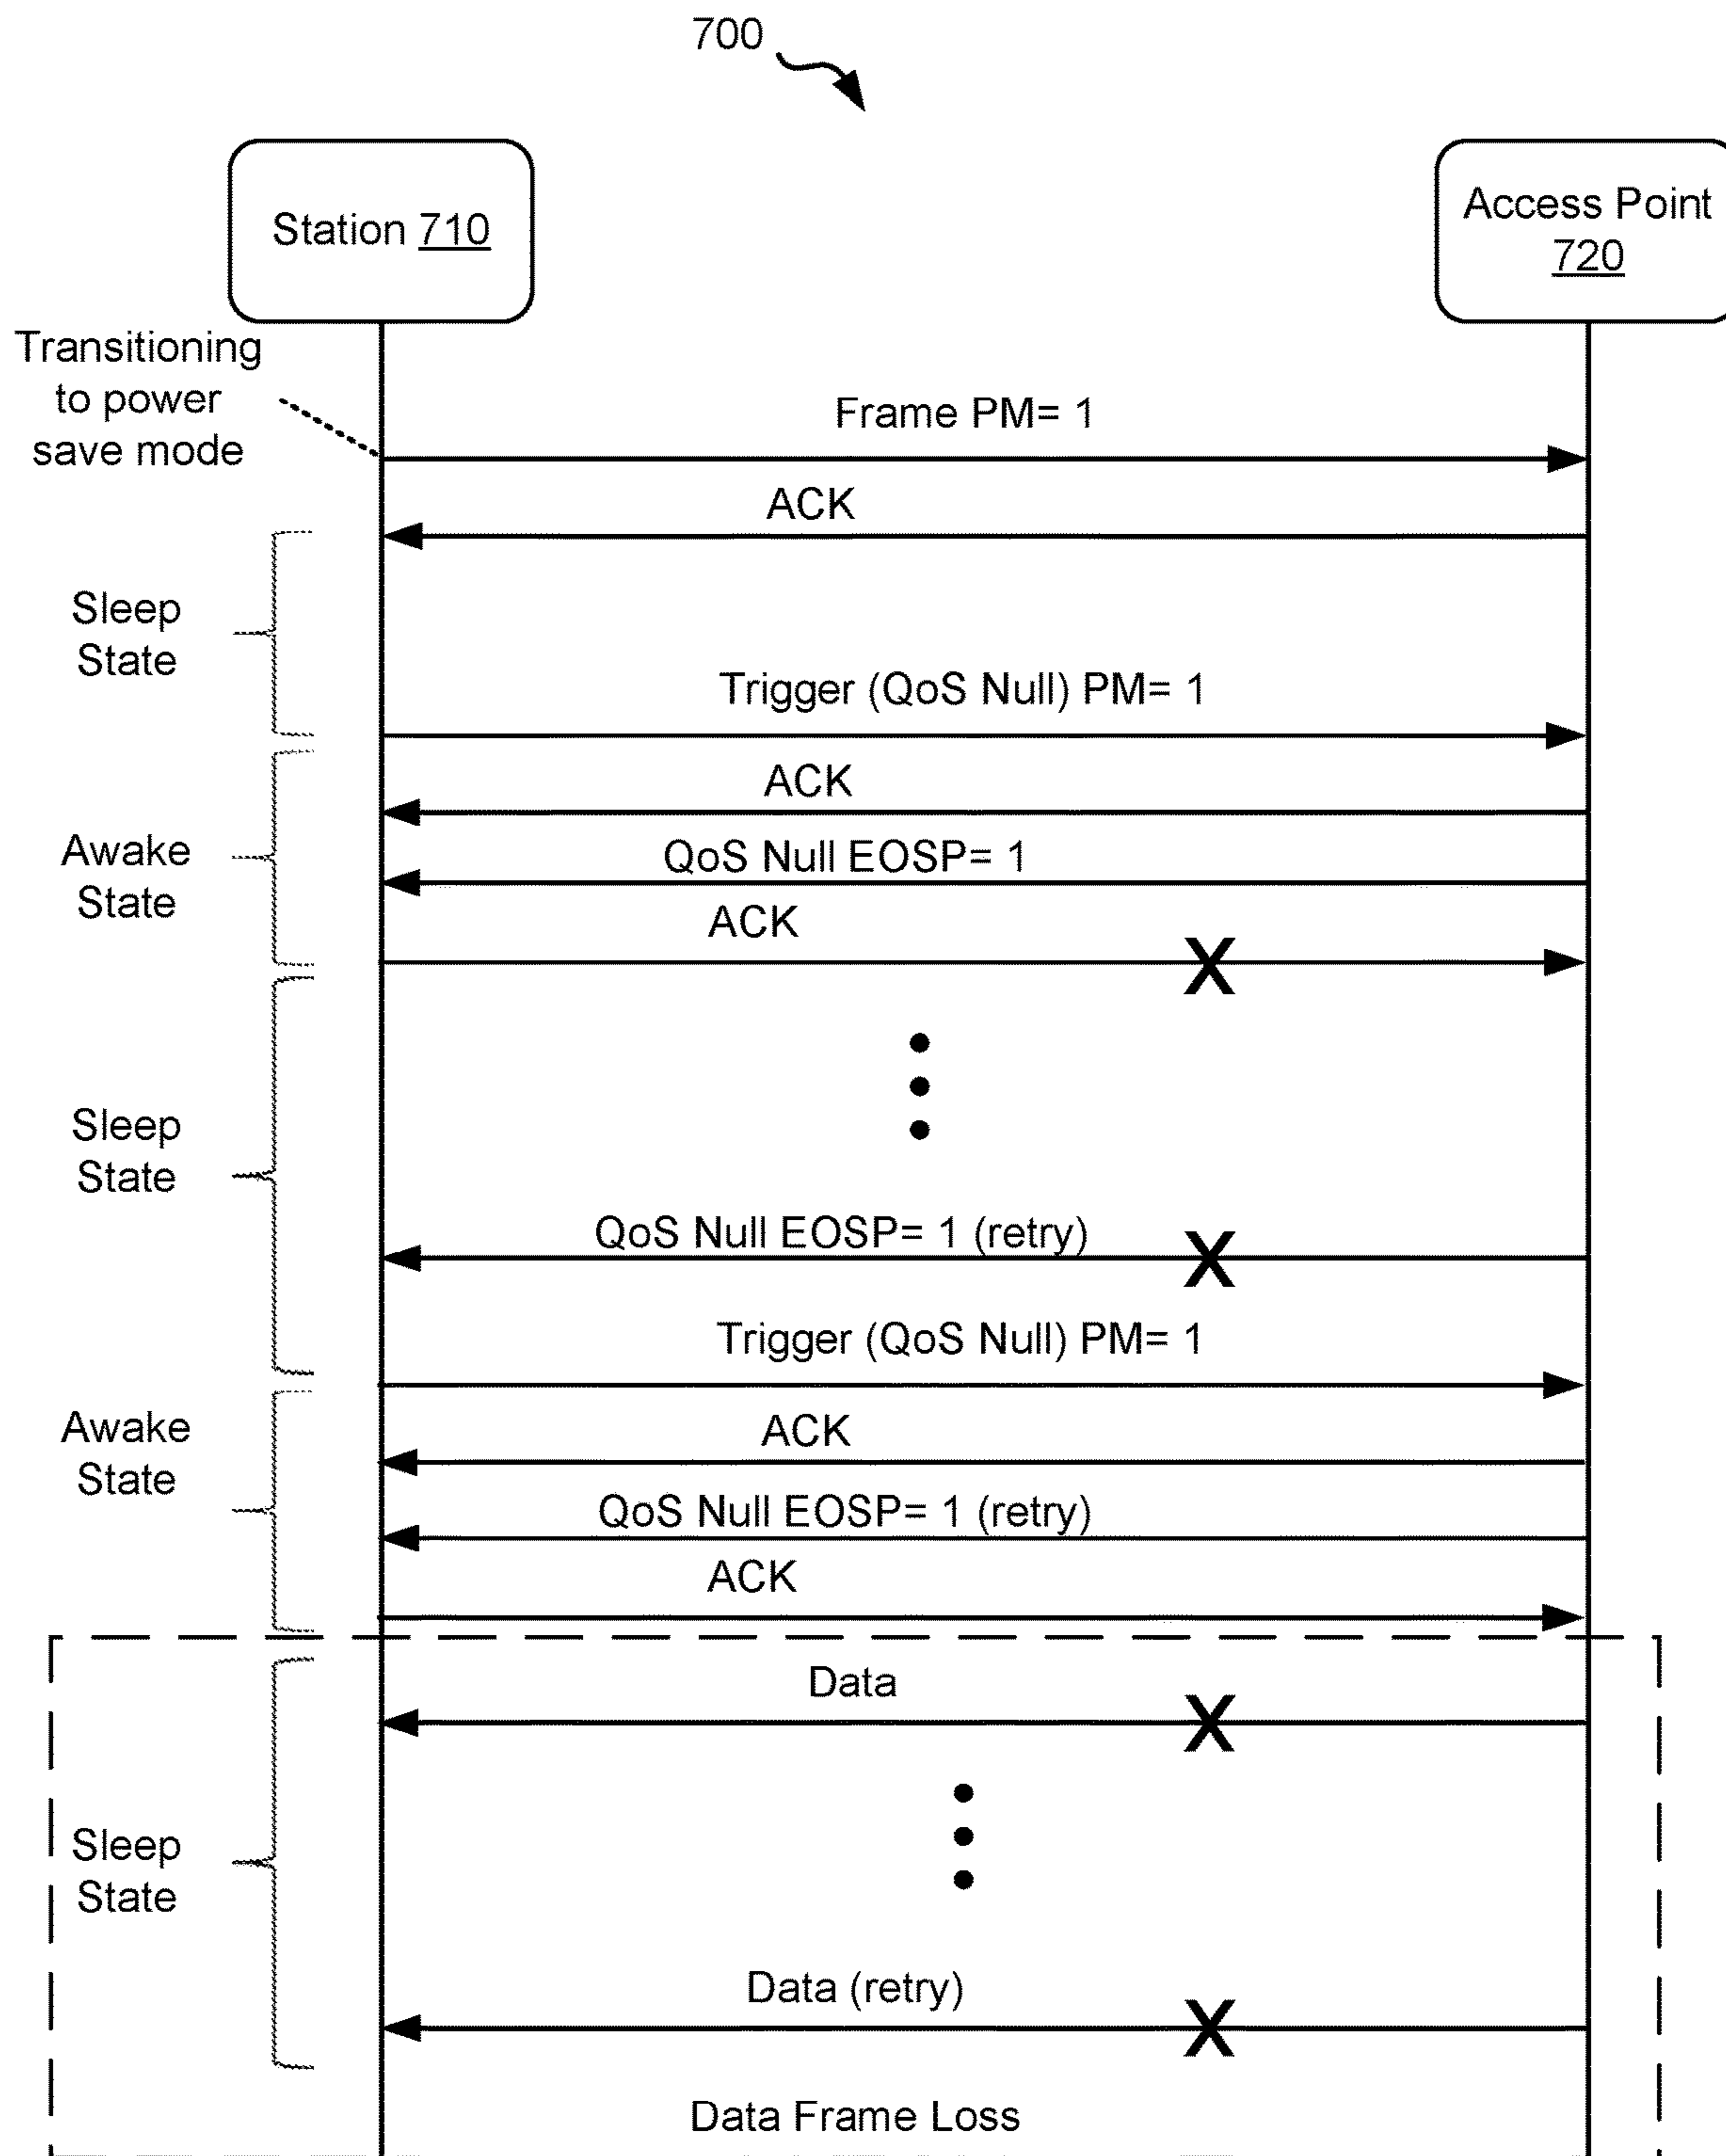 700
Station 710
Access Point
720
Transitioning
to power
save mode
Frame PM= 1
ACK
Sleep
State
Trigger (QoS Null) PM= 1
ACK
Awake
State
QoS Null EOSP= 1
ACK
X
Sleep
State
QoS Null EOSP= 1 (retry)
X
Trigger (QoS Null) PM= 1
Awake
State
ACK
QoS Null EOSP= 1 (retry)
ACK
Data
X
Sleep
State
Data (retry)
X
Data Frame Loss